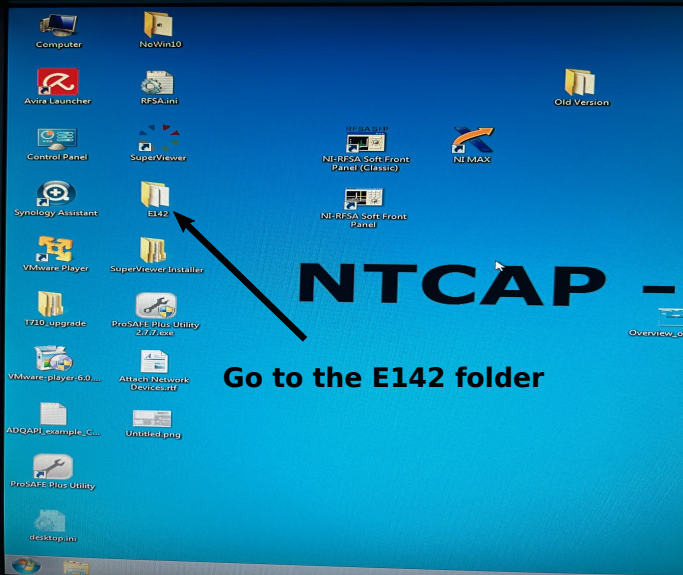 Computer
NoWin10
Avira Launcher
RFSA.ini
Old Version
Control Panel
SuperViewer
RFSASFP
NI-RFSA Soft Front
Panel (Classic)
NI MAX
Synology Assistant
E142
NI-RFSA Soft Front
Panel
VMware Player
SuperViewer Installer
NTCAP -
T710_upgrade
ProSAFE Plus Utility
2.7.7.exe
Overview_o
VMware-player-6.0....
Attach Network
Devices.rtf
Go to the E142 folder
ADQAPI_example_C...
Untitled.png
ProSAFE Plus Utility
desktop.ini